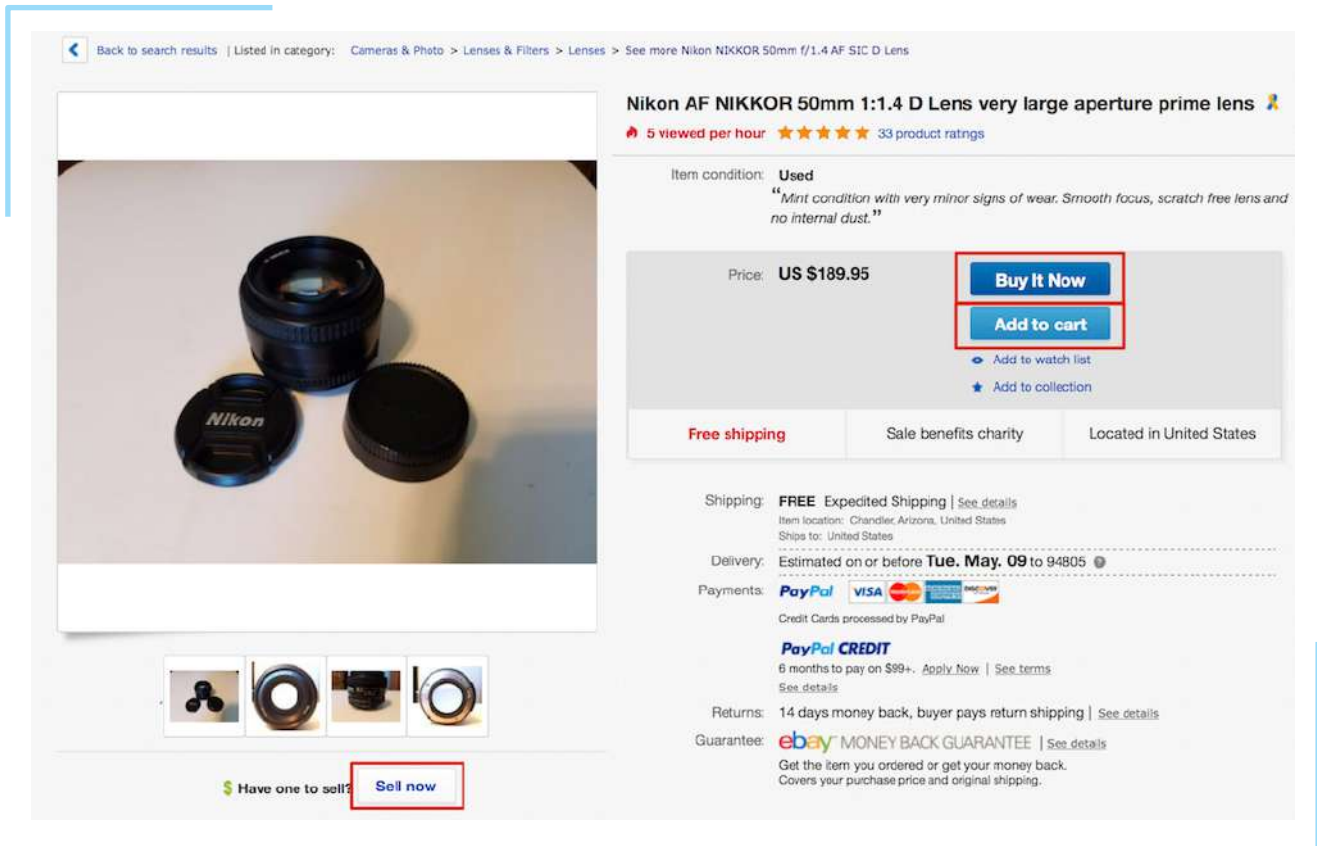 Back to search results | Listed in category: Cameras & Photo > Lenses & Filters > Lenses > See more Nikon NIKKOR 50mm f/1.4 AF SIC D Lens
Nikon AF NIKKOR 50mm 1:1.4 D Lens very large aperture prime lens
5 viewed per hour 33 product ratings
Item condition: Used
“Mint condition with very minor signs of wear. Smooth focus, scratch free lens and
no internal dust.”
Price: US $189.95
Buy It Now
Add to cart
Add to watch list
Add to collection
Nikon
Free shipping Sale benefits charity Located in United States
Shipping: FREE Expedited Shipping | See details
Item location: Chandler, Arizona, United States
Ships to: United States
Delivery: Estimated on or before Tue. May. 09 to 94805
Payments: PayPal VISA
Credit Cards processed by PayPal
PayPal CREDIT
6 months to pay on $99+. Apply Now | See terms
See details
Returns: 14 days money back, buyer pays return shipping | See details
Guarantee: ebay MONEY BACK GUARANTEE | See details
Get the item you ordered or get your money back.
Covers your purchase price and original shipping.
$ Have one to sell? Sell now